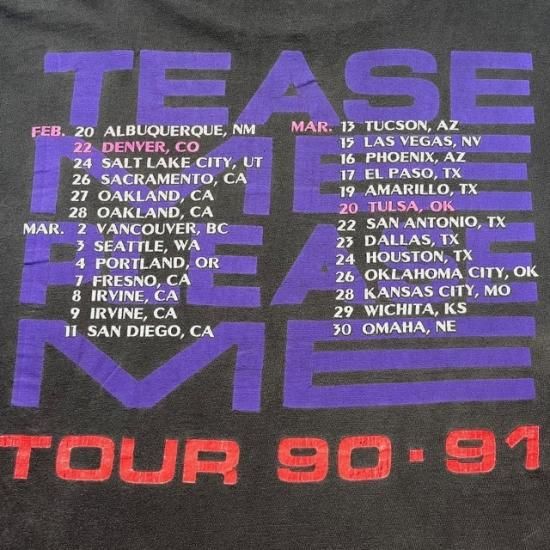 TEASE
ME
PLEASE
ME
FEB. 20 ALBUQUERQUE, NM
22 DENVER, CO
24 SALT LAKE CITY, UT
26 SACRAMENTO, CA
27 OAKLAND, CA
28 OAKLAND, CA
MAR. 2 VANCOUVER, BC
3 SEATTLE, WA
4 PORTLAND, OR
7 FRESNO, CA
8 IRVINE, CA
9 IRVINE, CA
11 SAN DIEGO, CA
MAR. 13 TUCSON, AZ
15 LAS VEGAS, NV
16 PHOENIX, AZ
17 EL PASO, TX
19 AMARILLO, TX
20 TULSA, OK
22 SAN ANTONIO, TX
23 DALLAS, TX
24 HOUSTON, TX
26 OKLAHOMA CITY, OK
28 KANSAS CITY, MO
29 WICHITA, KS
30 OMAHA, NE
TOUR 90·91